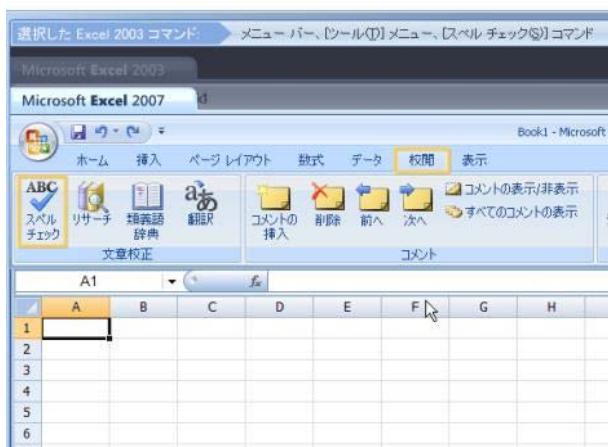 選択した Excel 2003 コマンド: メニュー バー、[ツール(T)] メニュー、[スペル チェック(S)] コマンド
Microsoft Excel 2003
Microsoft Excel 2007
Book1 - Microsoft
ホーム 挿入 ページ レイアウト 数式 データ 校閲 表示
ABC
スペル チェック
リサーチ
類義語 辞典
あ
翻訳
コメントの 挿入
削除
前へ
次へ
コメントの表示/非表示
すべてのコメントの表示
文章校正 コメント
A1 fx
A B C D E F G H
1
2
3
4
5
6